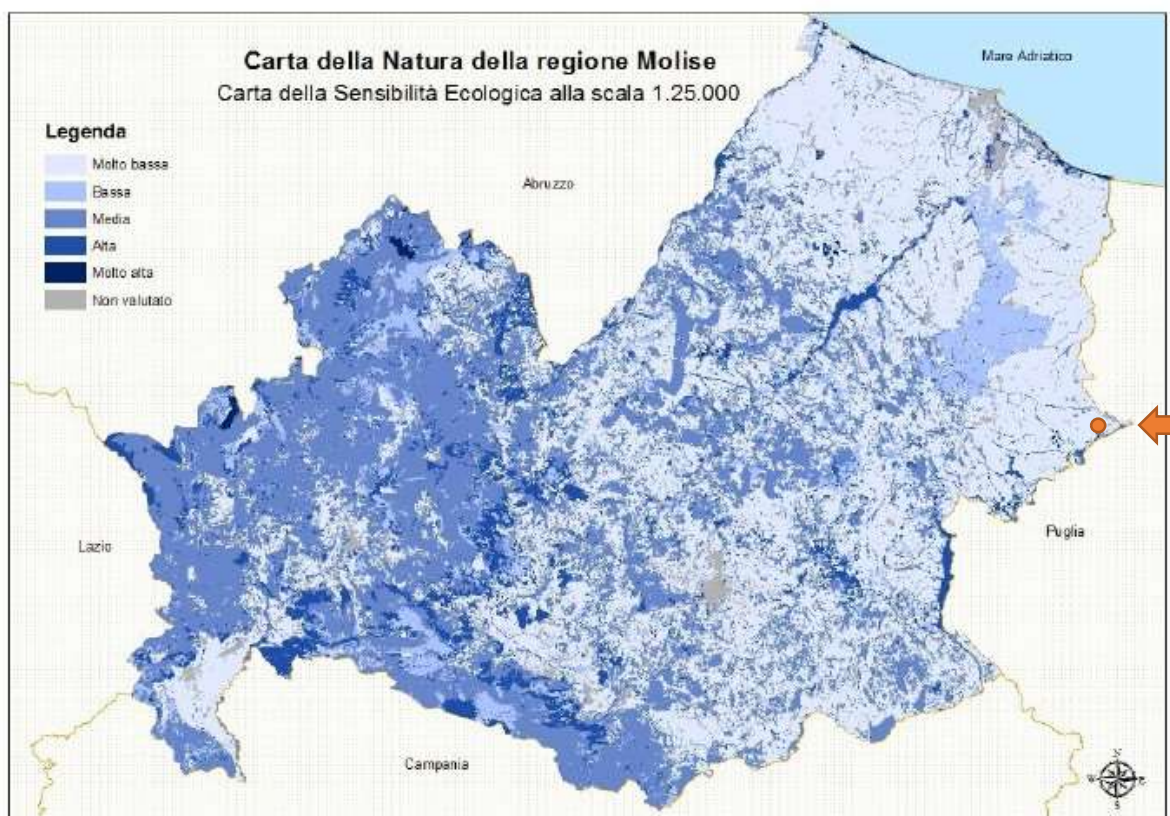 Carta della Natura della regione Molise
Carta della Sensibilità Ecologica alla scala 1.25.000
Mare Adriatico
Legenda
Molto bassa
Bassa
Media
Alta
Molto alta
Non valutato
Abruzzo
Lazio
Puglia
Campania
N
W E
S